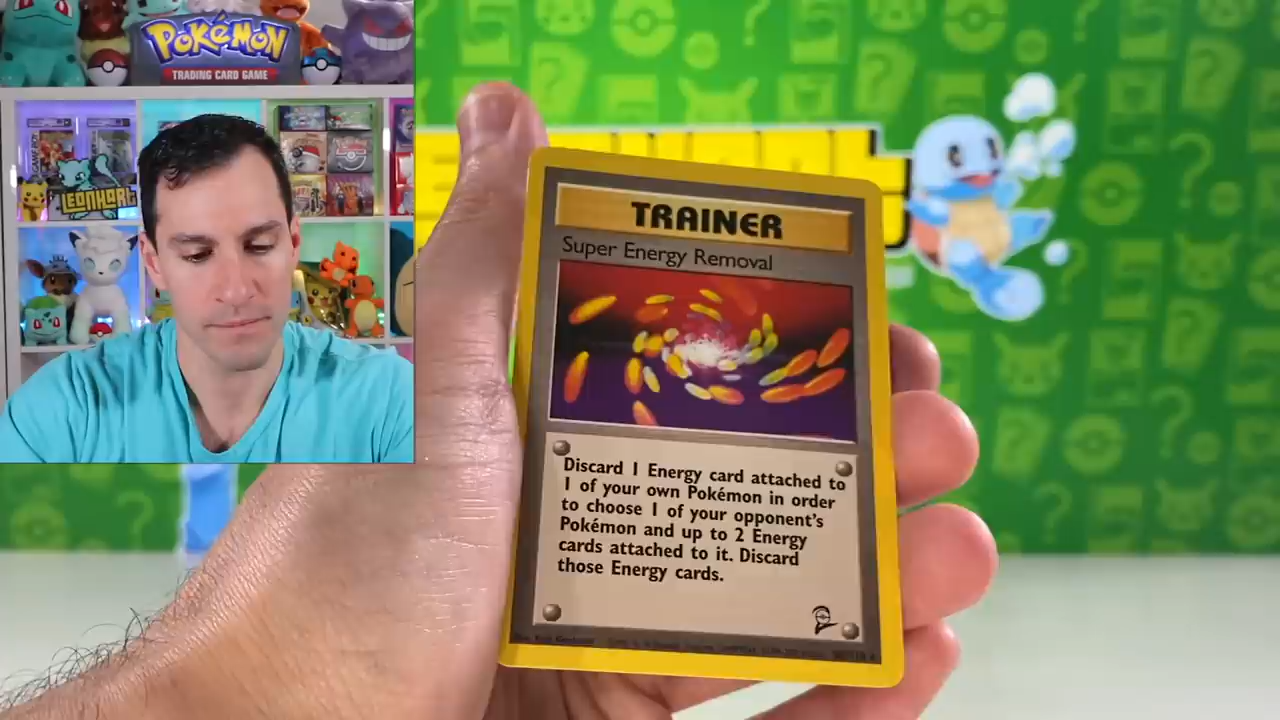 POKéMON
TRADING CARD GAME
LEONHART
TRAINER
Super Energy Removal
Discard 1 Energy card attached to
1 of your own Pokémon in order
to choose 1 of your opponent's
Pokémon and up to 2 Energy
cards attached to it. Discard
those Energy cards.